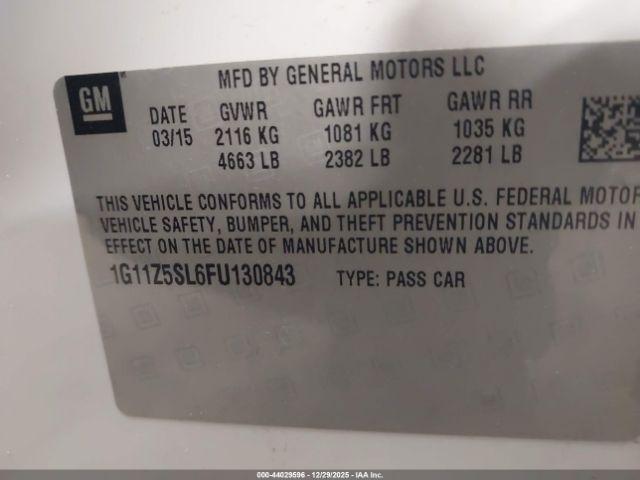 GM
MFD BY GENERAL MOTORS LLC
DATE GVWR GAWR FRT GAWR RR
03/15 2116 KG 1081 KG 1035 KG
4663 LB 2382 LB 2281 LB
THIS VEHICLE CONFORMS TO ALL APPLICABLE U.S. FEDERAL MOTOR
VEHICLE SAFETY, BUMPER, AND THEFT PREVENTION STANDARDS IN
EFFECT ON THE DATE OF MANUFACTURE SHOWN ABOVE.
1G11Z5SL6FU130843 TYPE: PASS CAR
000-44029596 - 12/29/2025 - IAAI.COM